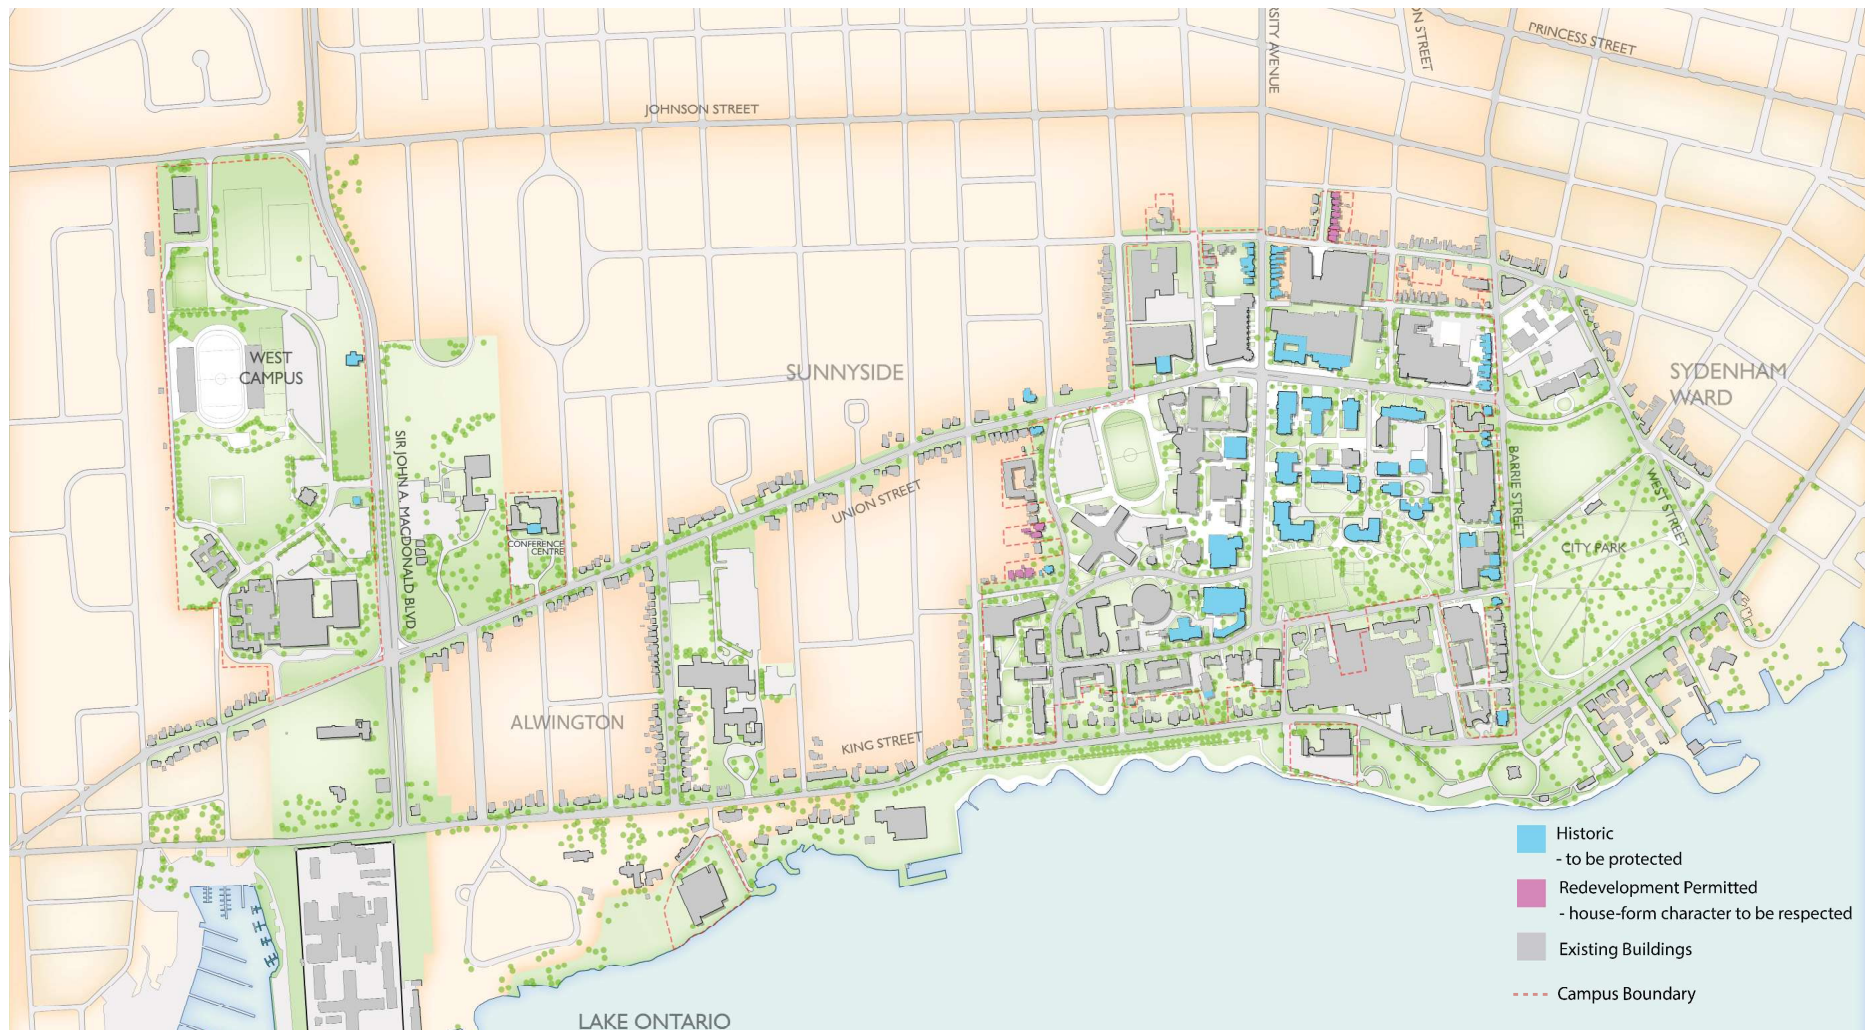 RSITY AVENUE
ON STREET
PRINCESS STREET
JOHNSON STREET
WEST
CAMPUS
SUNNYSIDE
SYDENHAM
WARD
SIR JOHN A. MACDONALD BLVD
UNION STREET
BARRIE STREET
WEST STREET
CONFERENCE
CENTRE
CITY PARK
ALWINGTON
KING STREET
Historic
- to be protected
Redevelopment Permitted
- house-form character to be respected
Existing Buildings
Campus Boundary
LAKE ONTARIO